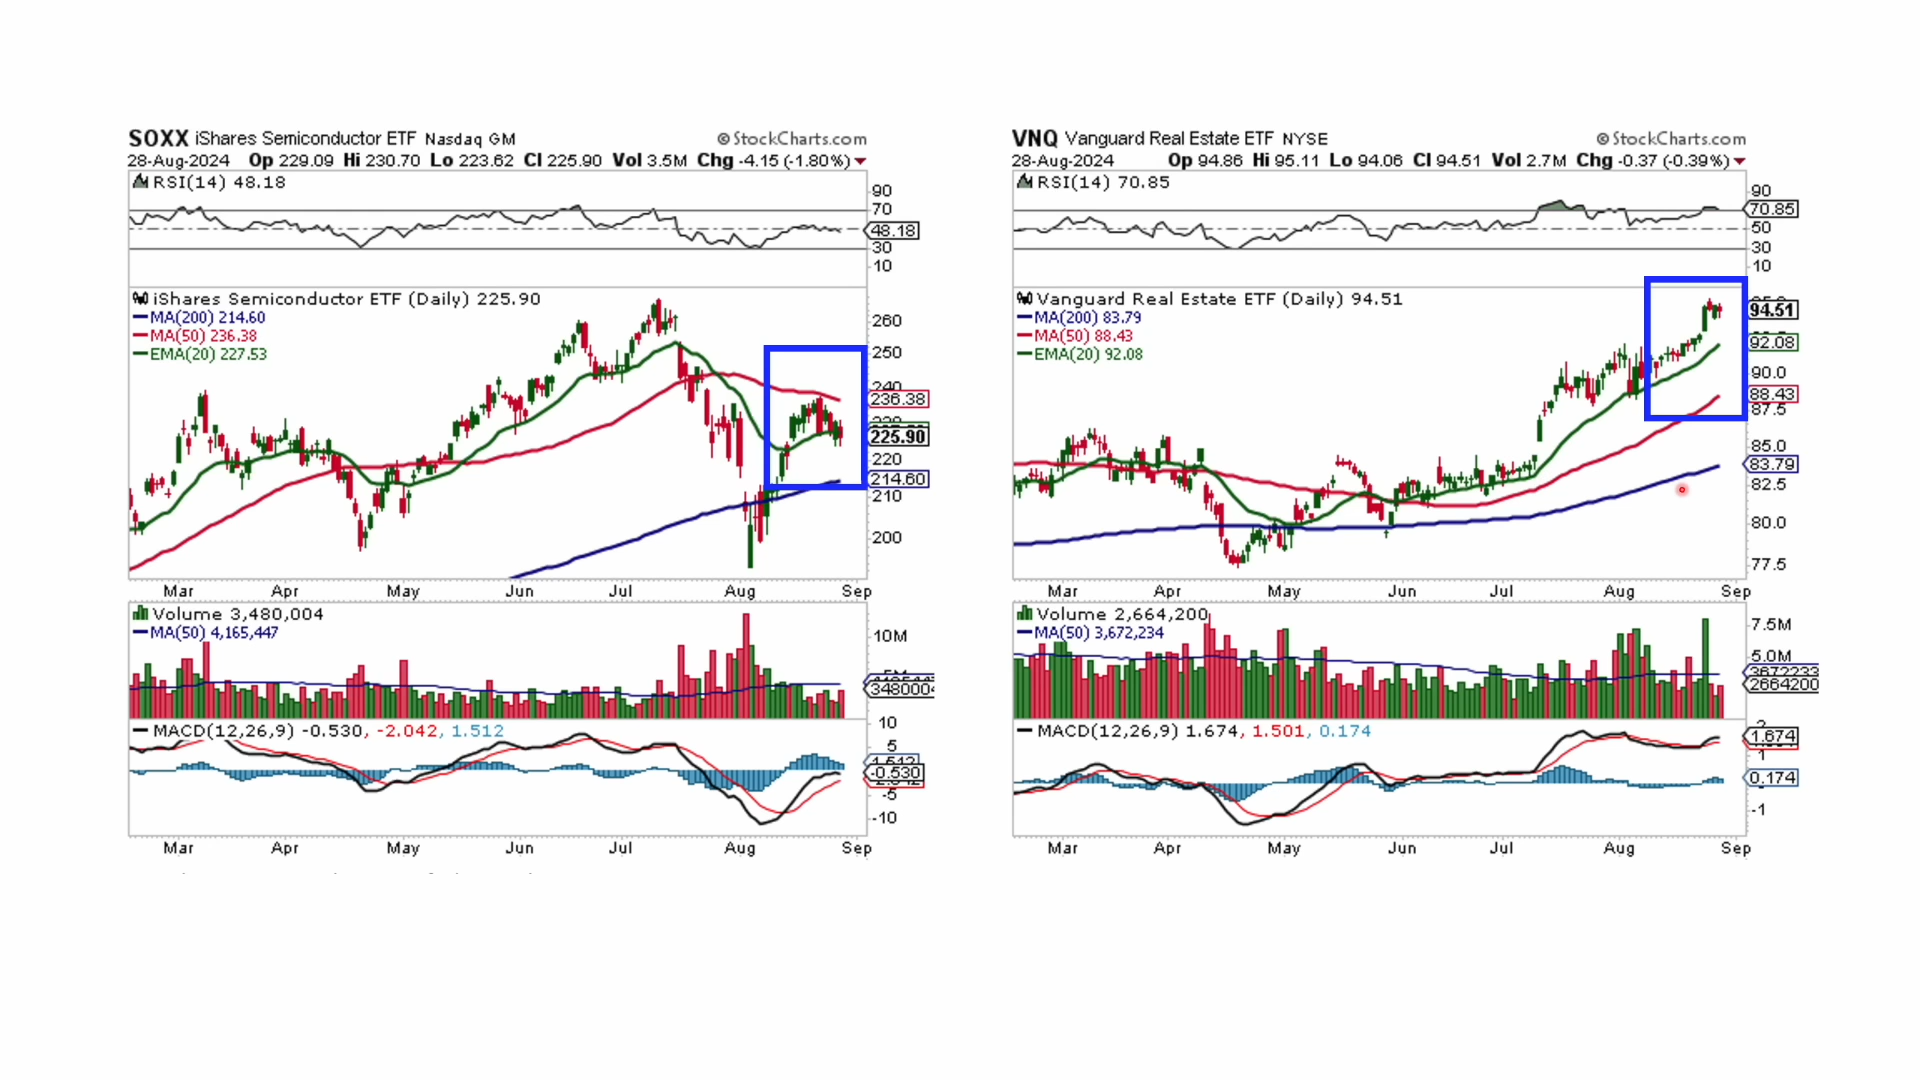 SOXX iShares Semiconductor ETF Nasdaq GM © StockCharts.com
28-Aug-2024 Op 229.09 Hi 230.70 Lo 223.62 Cl 225.90 Vol 3.5M Chg -4.15 (-1.80%)
RSI(14) 48.18
90
70
50
48.18
30
10
iShares Semiconductor ETF (Daily) 225.90
MA(200) 214.60
MA(50) 236.38
EMA(20) 227.53
260
250
240
236.38
225.90
220
214.60
210
200
Mar Apr May Jun Jul Aug Sep
Volume 3,480,004
MA(50) 4,165,447
10M
3480004
MACD(12,26,9) -0.530, -2.042, 1.512
10
5
1.512
-0.530
-5
-10
Mar Apr May Jun Jul Aug Sep
VNQ Vanguard Real Estate ETF NYSE © StockCharts.com
28-Aug-2024 Op 94.86 Hi 95.11 Lo 94.06 Cl 94.51 Vol 2.7M Chg -0.37 (-0.39%)
RSI(14) 70.85
90
70.85
50
30
10
Vanguard Real Estate ETF (Daily) 94.51
MA(200) 83.79
MA(50) 88.43
EMA(20) 92.08
94.51
92.08
90.0
88.43
87.5
85.0
83.79
82.5
80.0
77.5
Mar Apr May Jun Jul Aug Sep
Volume 2,664,200
MA(50) 3,672,234
7.5M
5.0M
3672233
2664200
MACD(12,26,9) 1.674, 1.501, 0.174
1.674
1
0.174
-1
Mar Apr May Jun Jul Aug Sep